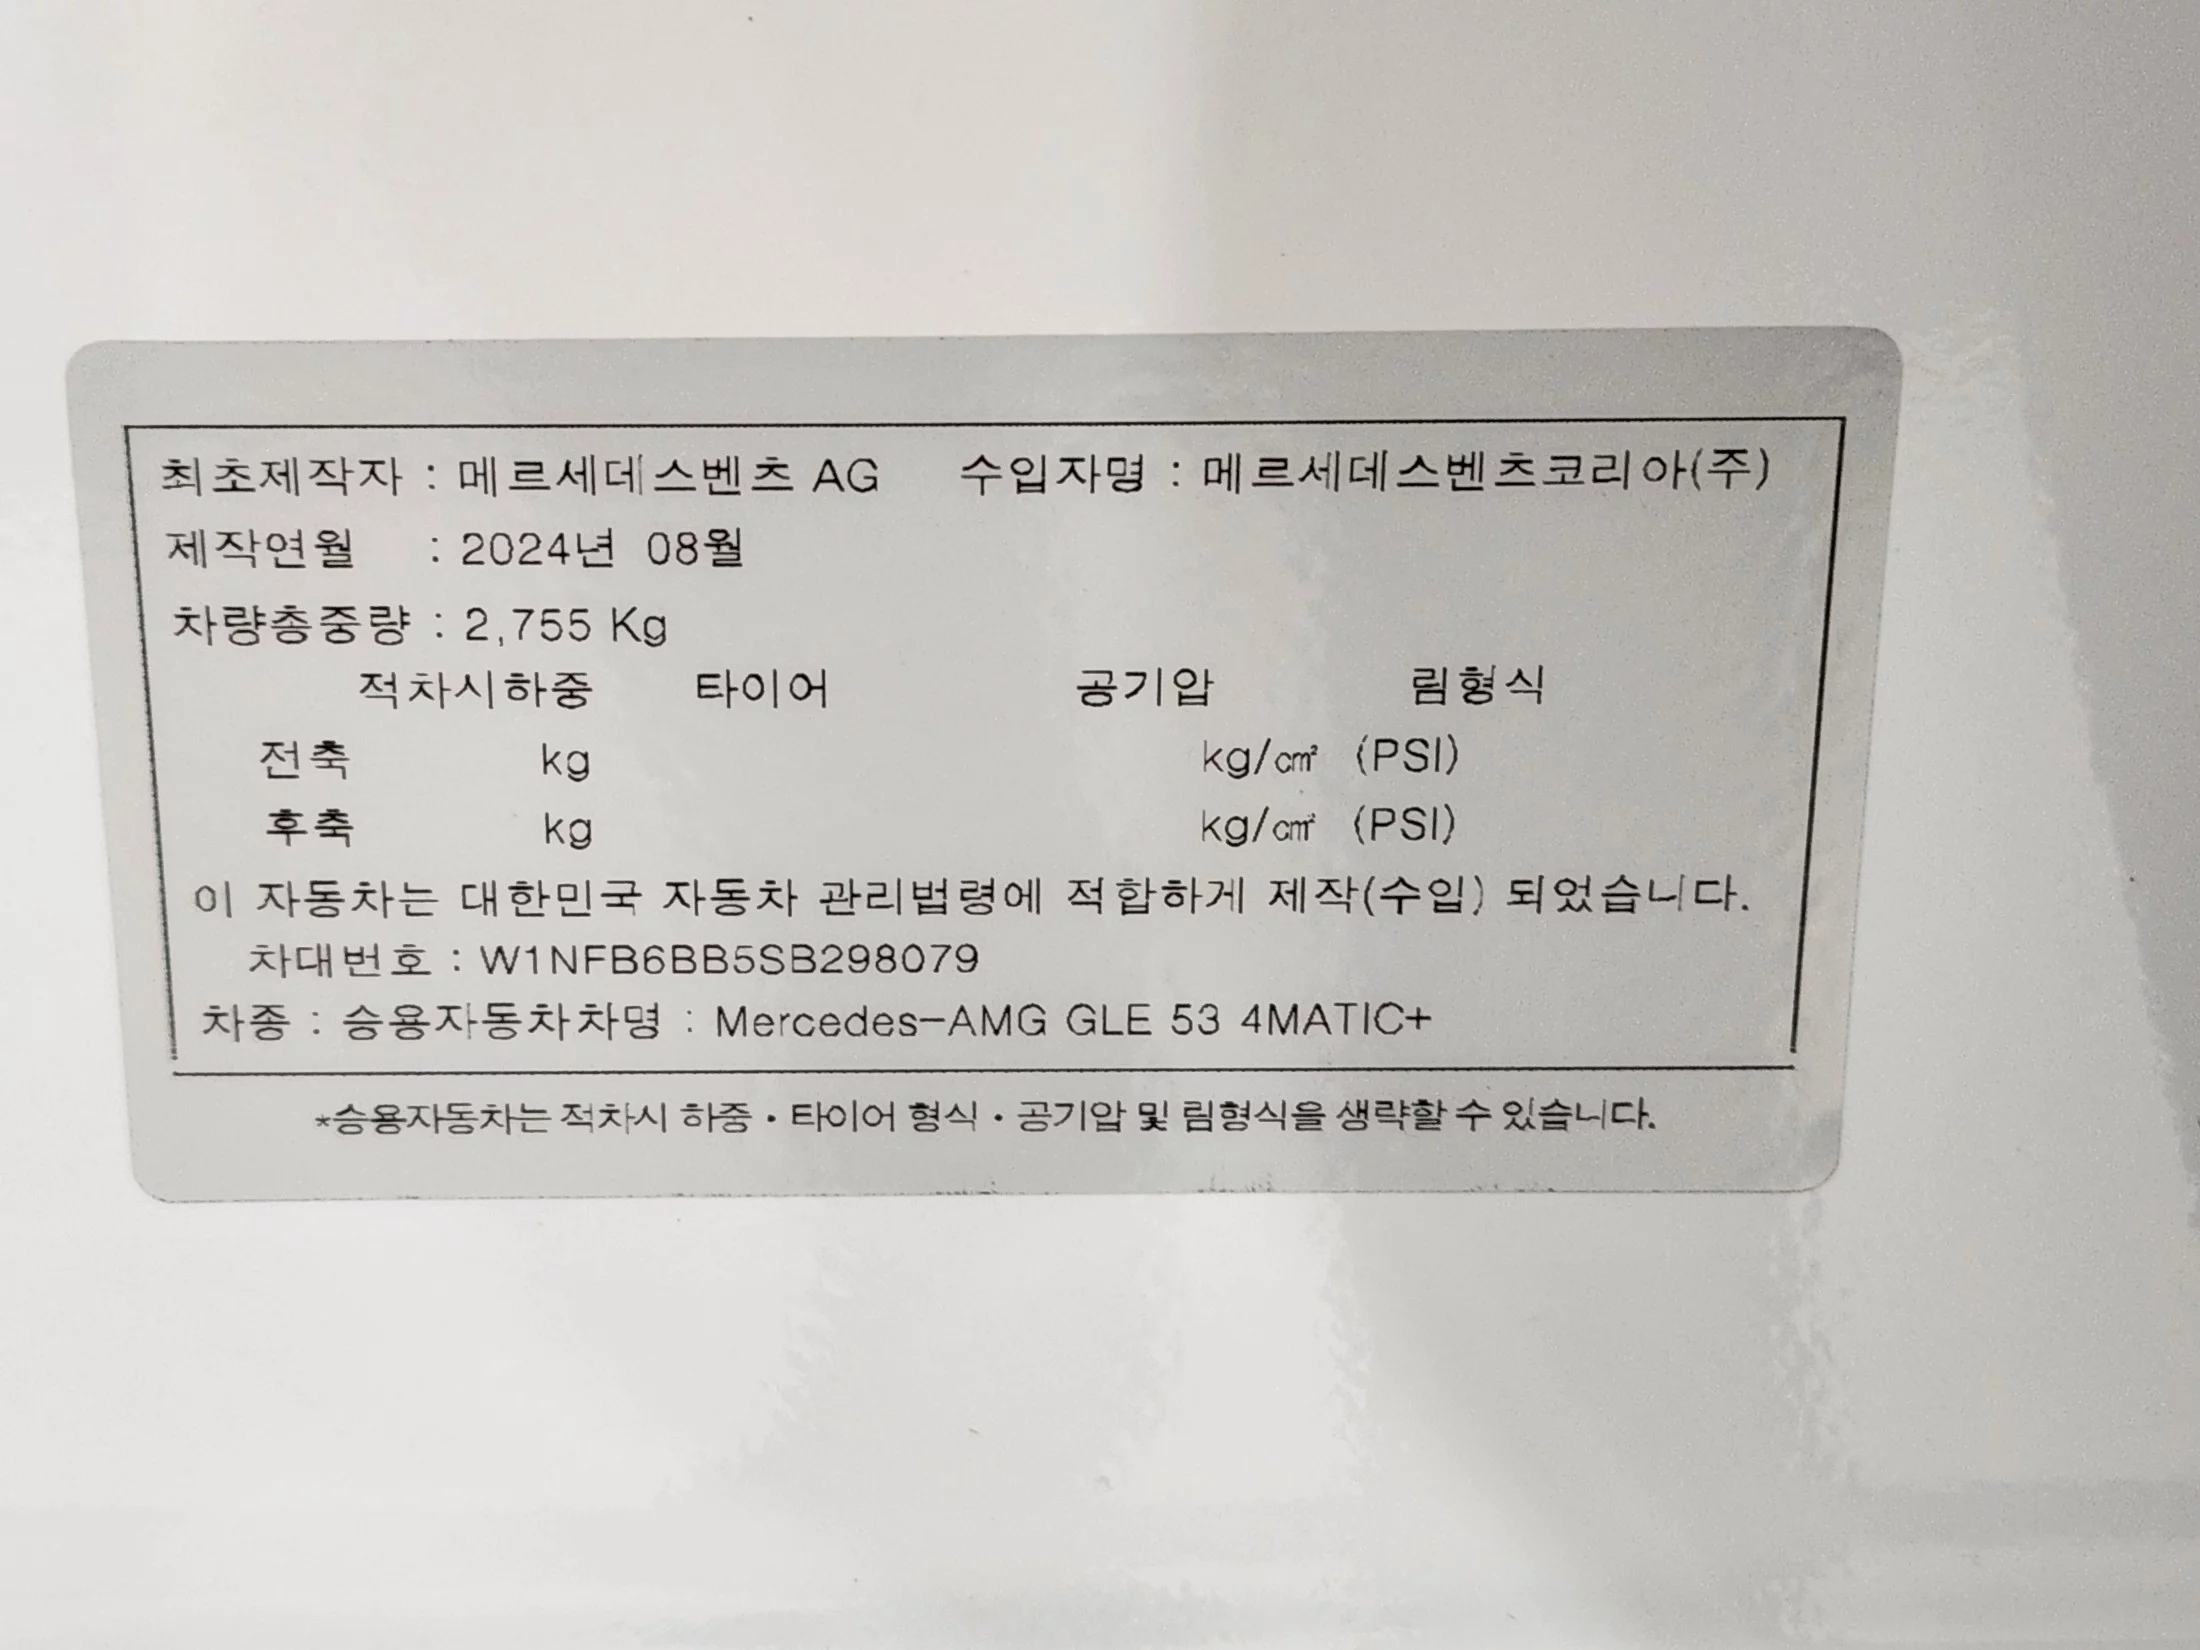 최초제작자 : 메르세데스벤츠 AG 수입자명 : 메르세데스벤츠코리아(주)
제작연월 : 2024년 08월
차량총중량 : 2,755 Kg
적차시하중 타이어 공기압 림형식
전축 kg kg/㎠ (PSI)
후축 kg kg/㎠ (PSI)
이 자동차는 대한민국 자동차 관리법령에 적합하게 제작(수입) 되었습니다.
차대번호 : W1NFB6BB5SB298079
차종 : 승용자동차차명 : Mercedes-AMG GLE 53 4MATIC+
*승용자동차는 적차시 하중・타이어 형식・공기압 및 림형식을 생략할 수 있습니다.